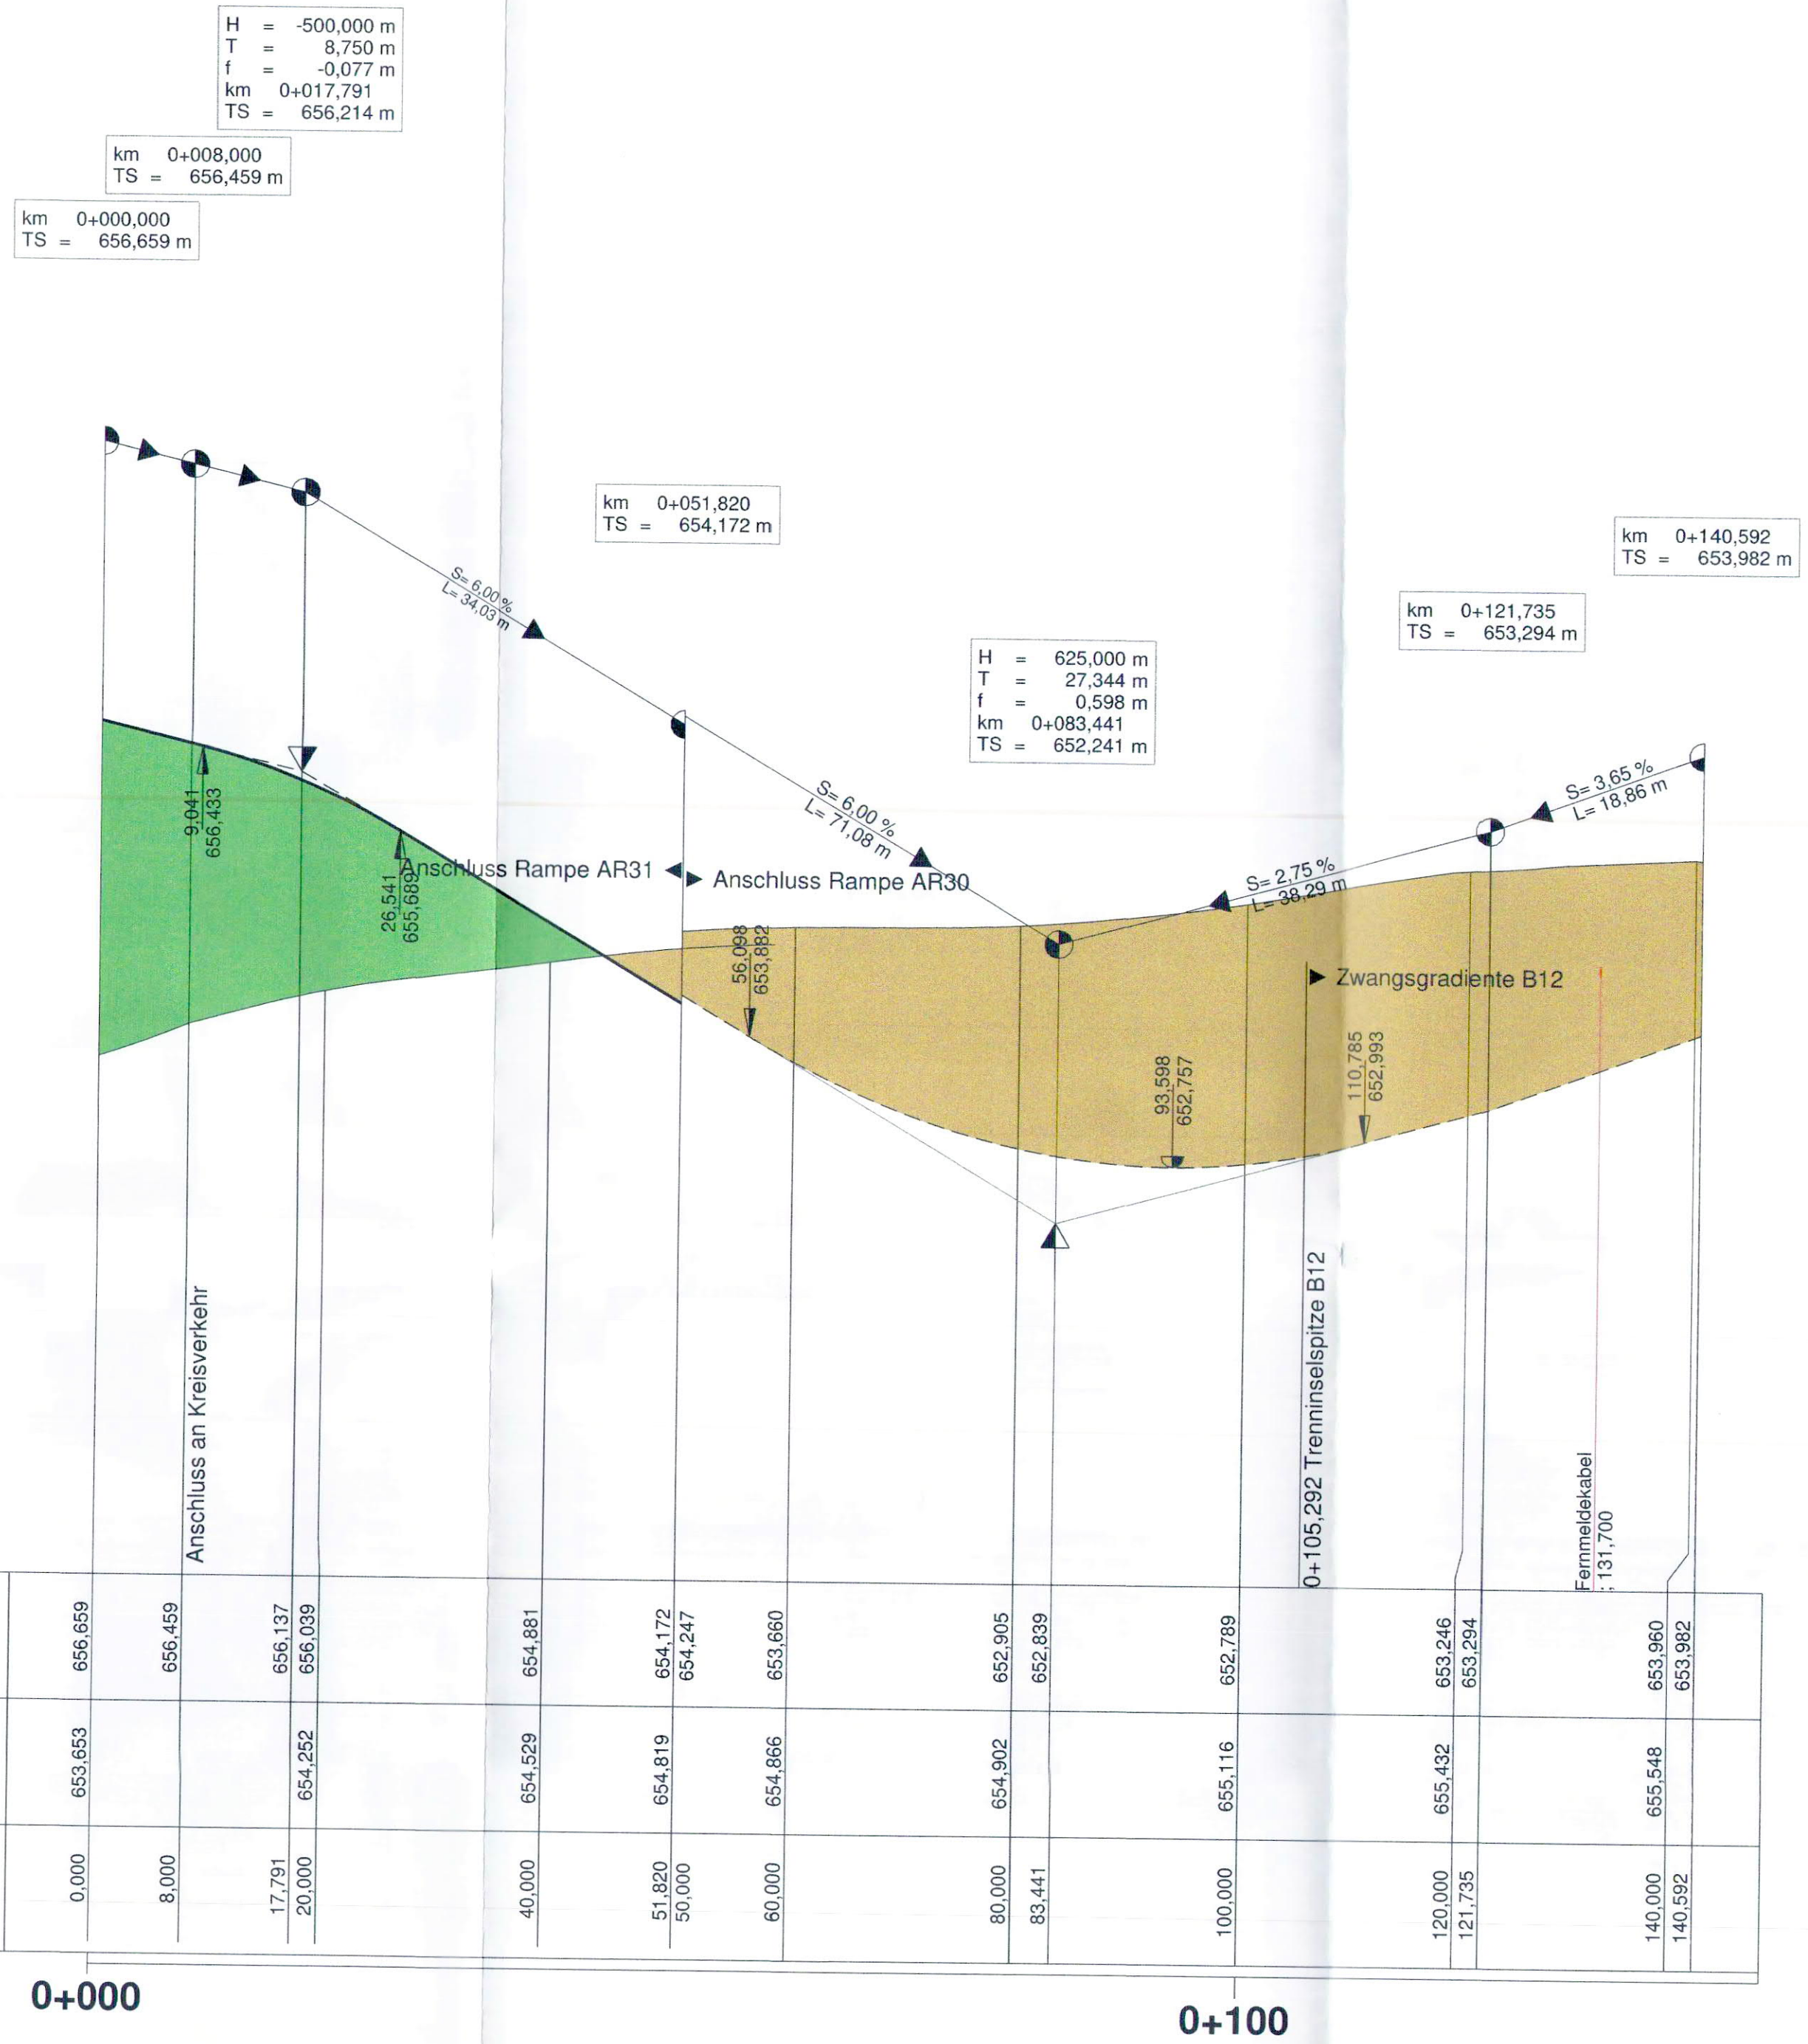 H = -500,000 m
T = 8,750 m
f = -0,077 m
km 0+017,791
TS = 656,214 m
km 0+008,000
TS = 656,459 m
km 0+000,000
TS = 656,659 m
km 0+051,820
TS = 654,172 m
km 0+140,592
TS = 653,982 m
km 0+121,735
TS = 653,294 m
H = 625,000 m
T = 27,344 m
f = 0,598 m
km 0+083,441
TS = 652,241 m
S= 6,00 %
L= 34,03 m
S= 6,00 %
L= 71,08 m
S= 2,75 %
L= 38,29 m
S= 3,65 %
L= 18,86 m
9,041
656,433
26,541
655,689
Anschluss Rampe AR31
Anschluss Rampe AR30
56,098
653,882
Zwangsgradiente B12
93,598
652,757
110,785
652,993
Anschluss an Kreisverkehr
0+105,292 Trenninselspitze B12
Fernmeldekabel
; 131,700
656,659
656,459
656,137
656,039
654,881
654,172
654,247
653,660
652,905
652,839
652,789
653,246
653,294
653,960
653,982
653,653
654,252
654,529
654,819
654,866
654,902
655,116
655,432
655,548
0,000
8,000
17,791
20,000
40,000
51,820
50,000
60,000
80,000
83,441
100,000
120,000
121,735
140,000
140,592
0+000
0+100